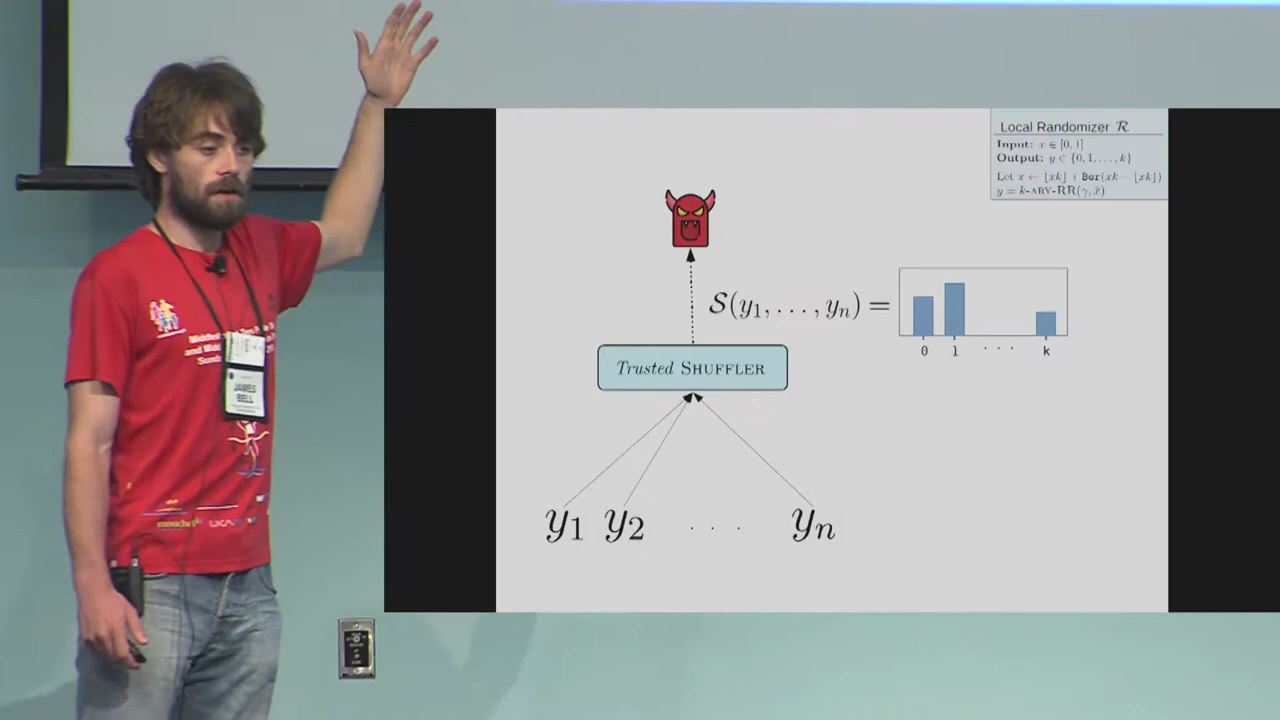 Local Randomizer ℛ
Input: x ∈ [0, 1]
Output: y ∈ {0, 1, . . . , k}
Let x̄ ← ⌊xk⌋ + Ber(xk − ⌊xk⌋)
y = k-ARY-RR(γ, x̄)
𝒮(y₁, . . . , yₙ) =
0 1 · · · k
Trusted SHUFFLER
y₁ y₂ · · · yₙ
JAMES
BELL